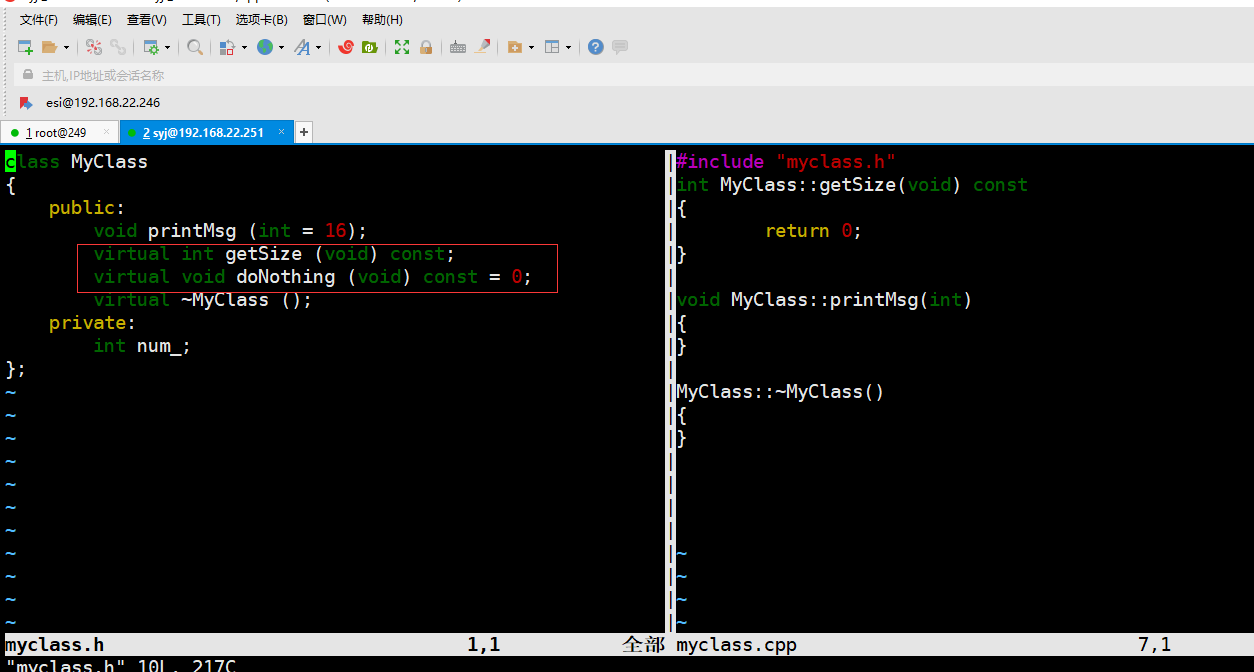 文件(F) 编辑(E) 查看(V) 工具(T) 选项卡(B) 窗口(W) 帮助(H)
主机,IP地址或会话名称
esi@192.168.22.246
1 root@249 × 2 syj@192.168.22.251 × +
class MyClass
{
public:
void printMsg (int = 16);
virtual int getSize (void) const;
virtual void doNothing (void) const = 0;
virtual ~MyClass ();
private:
int num_;
};
~
~
~
~
~
~
~
~
~
~
~
myclass.h 1,1 全部
#include "myclass.h"
int MyClass::getSize(void) const
{
return 0;
}
void MyClass::printMsg(int)
{
}
MyClass::~MyClass()
{
}
~
~
~
~
myclass.cpp 7,1
"myclass.h" 10L, 217C